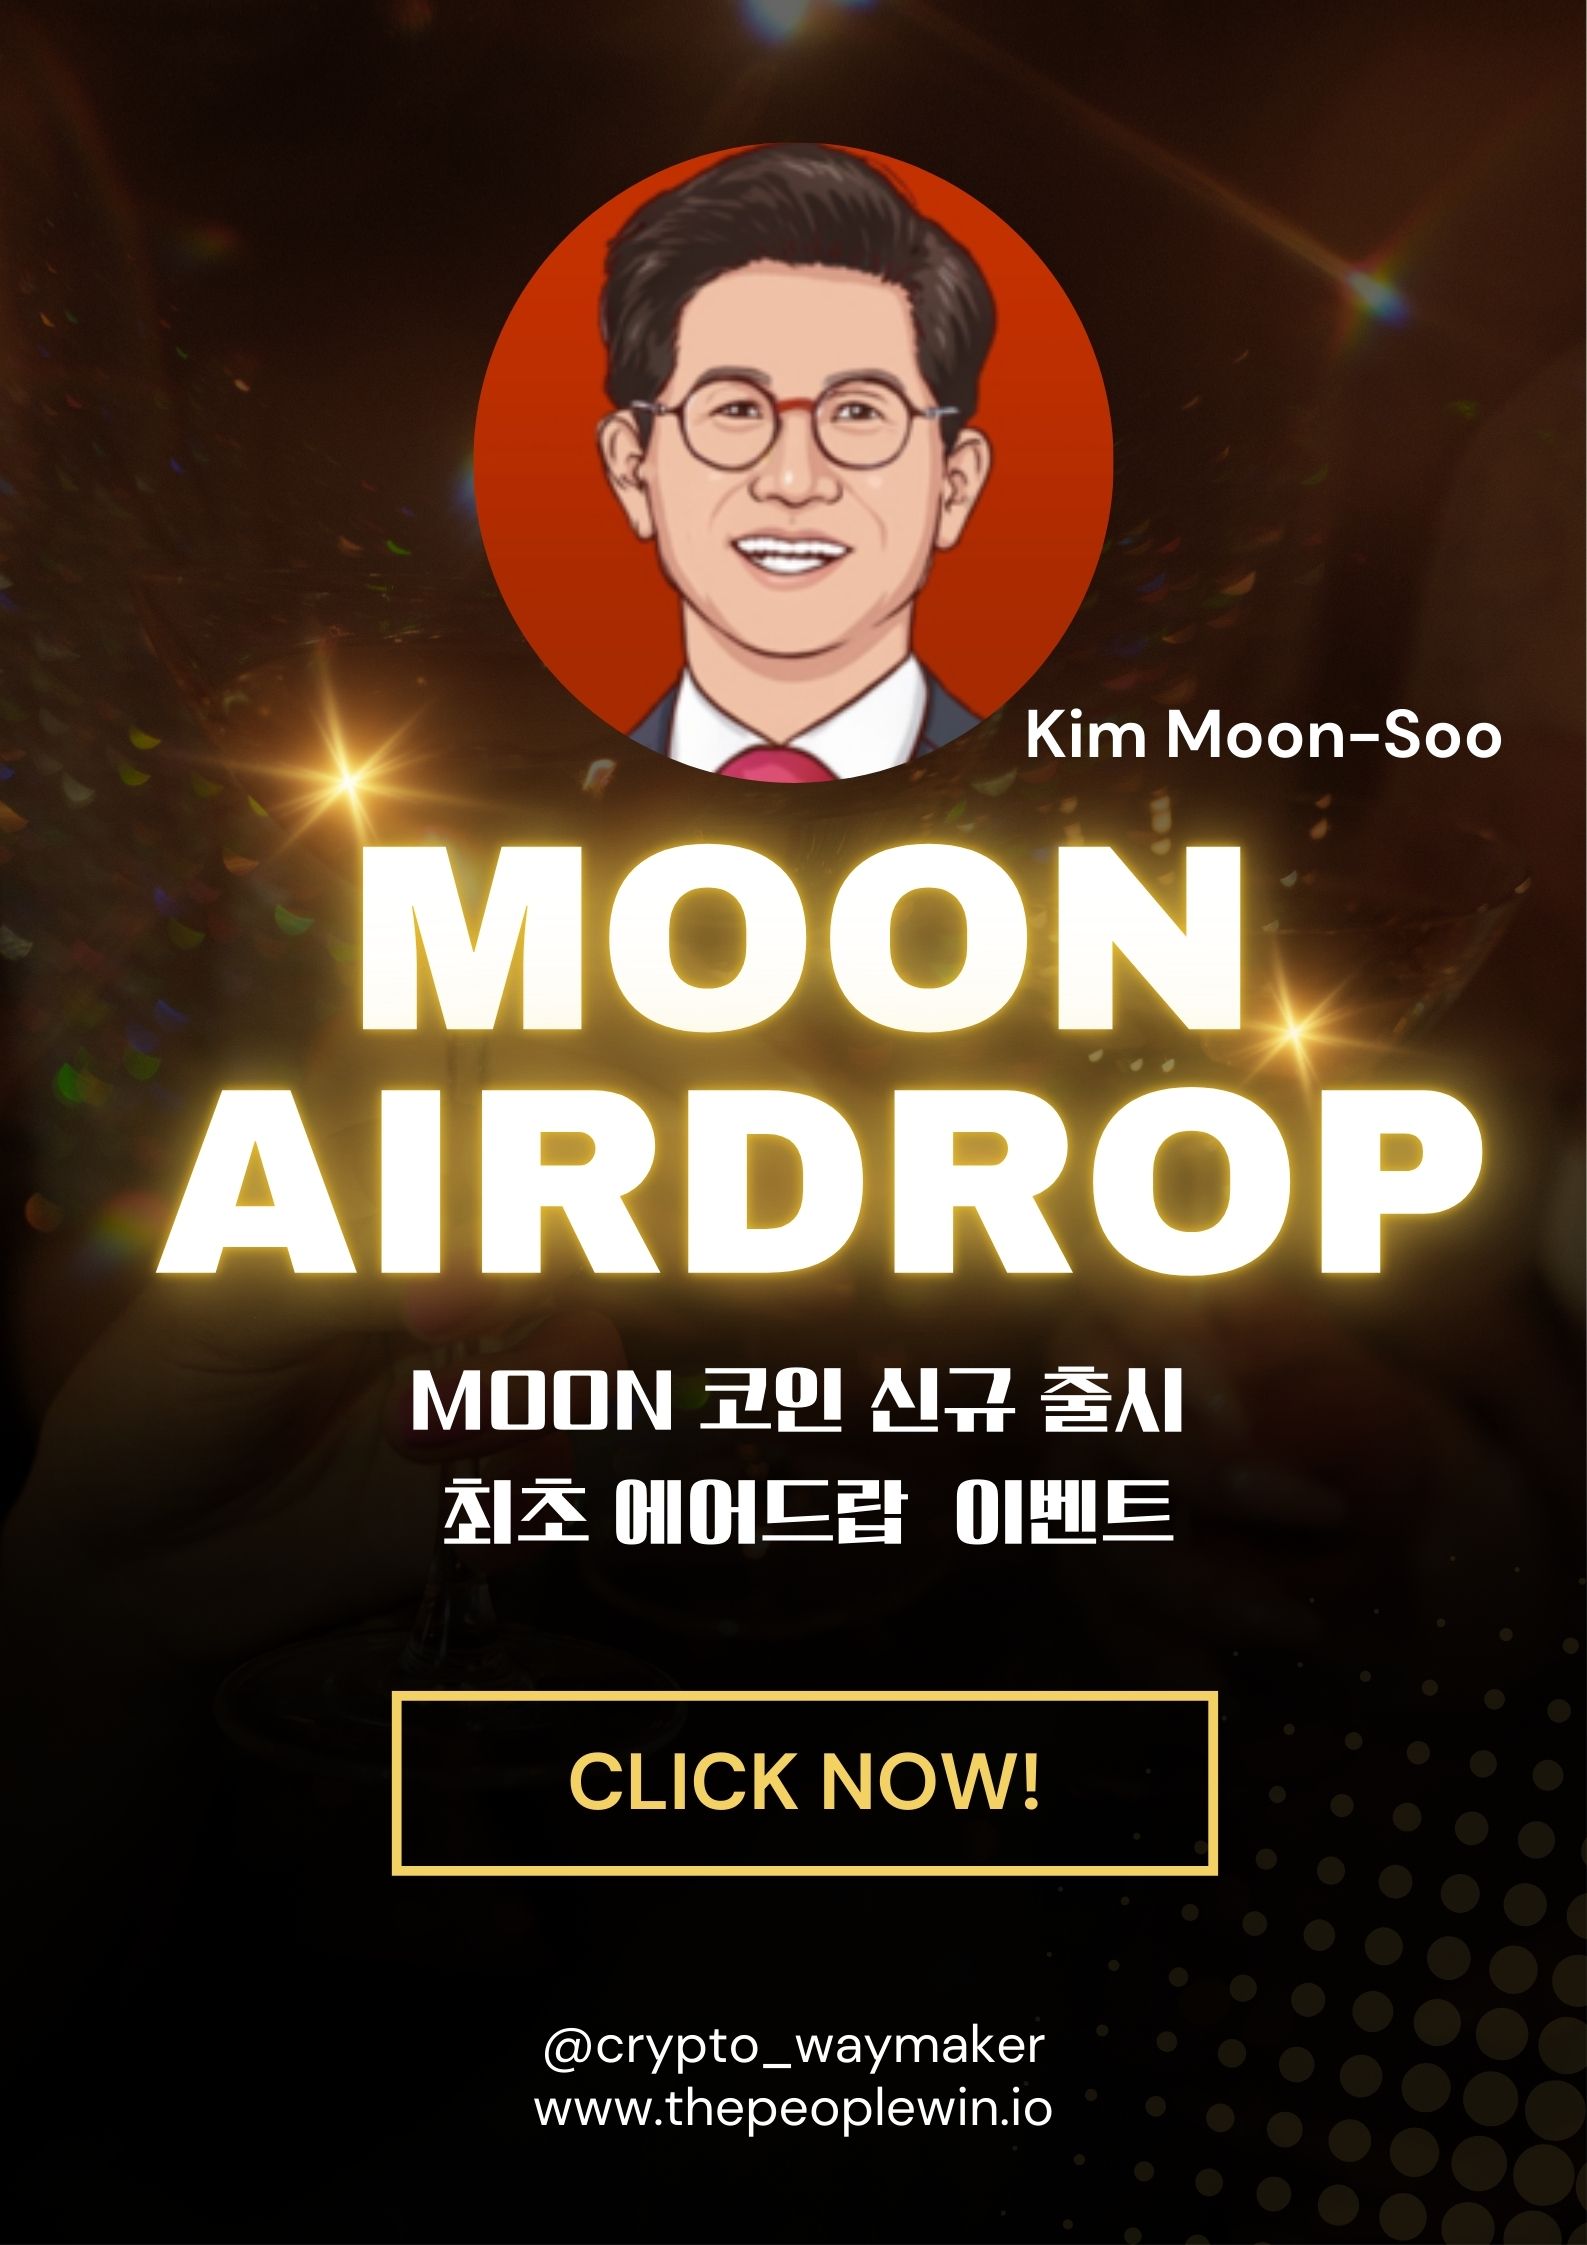 Kim Moon-Soo
MOON
AIRDROP
MOON 코인 신규 출시
최초 에어드랍 이벤트
CLICK NOW!
@crypto_waymaker
www.thepeoplewin.io